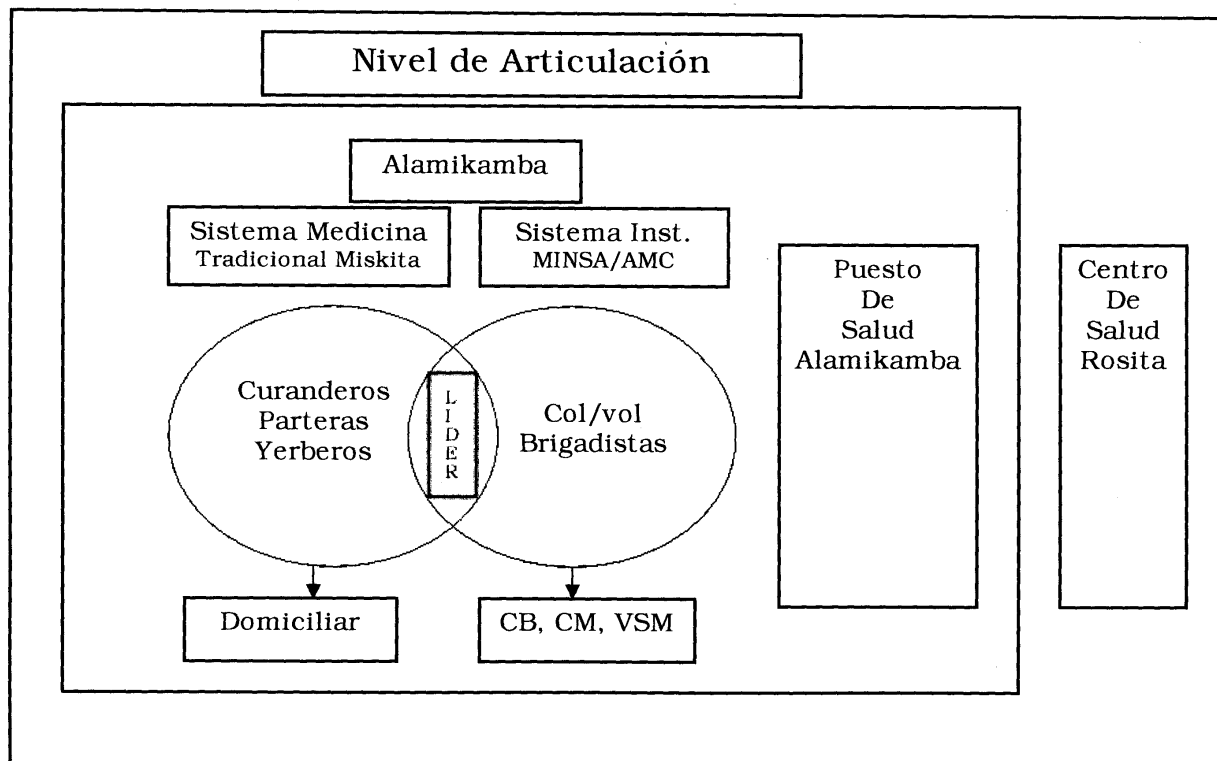 Nivel de Articulación
Alamikamba
Sistema Medicina
Tradicional Miskita
Sistema Inst.
MINSA/AMC
Curanderos
Parteras
Yerberos
LIDER
Col/vol
Brigadistas
Domiciliar
CB, CM, VSM
Puesto
De
Salud
Alamikamba
Centro
De
Salud
Rosita